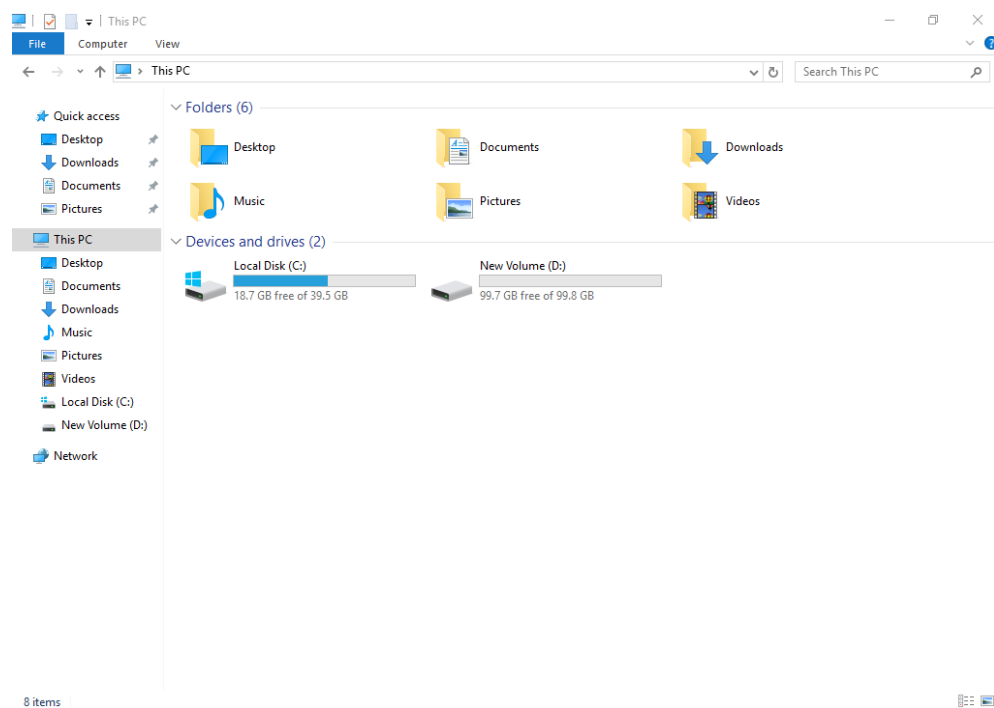 This PC
File Computer View
This PC
Search This PC
Quick access
Desktop
Downloads
Documents
Pictures
This PC
Desktop
Documents
Downloads
Music
Pictures
Videos
Local Disk (C:)
New Volume (D:)
Network
Folders (6)
Desktop Documents Downloads
Music Pictures Videos
Devices and drives (2)
Local Disk (C:)
18.7 GB free of 39.5 GB
New Volume (D:)
99.7 GB free of 99.8 GB
8 items